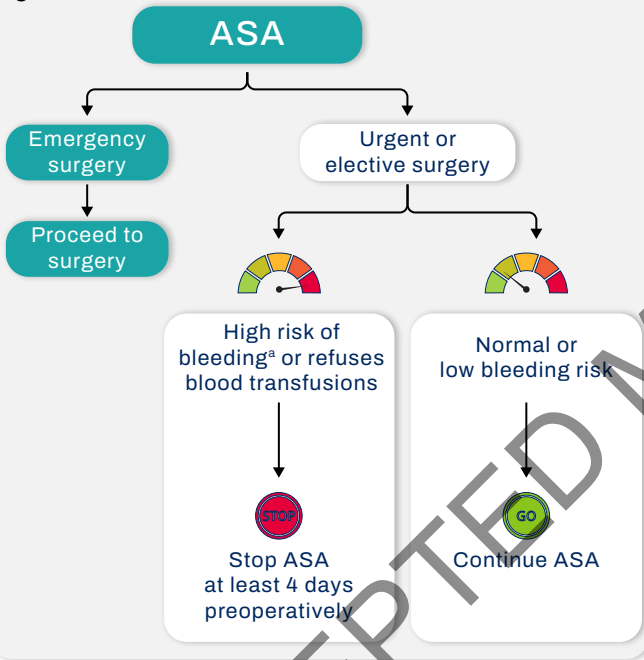 ASA
Emergency
surgery
Urgent or
elective surgery
Proceed to
surgery
High risk of
bleedingᵃ or refuses
blood transfusions
Normal or
low bleeding risk
STOP
GO
Stop ASA
at least 4 days
preoperatively
Continue ASA
EPTED M